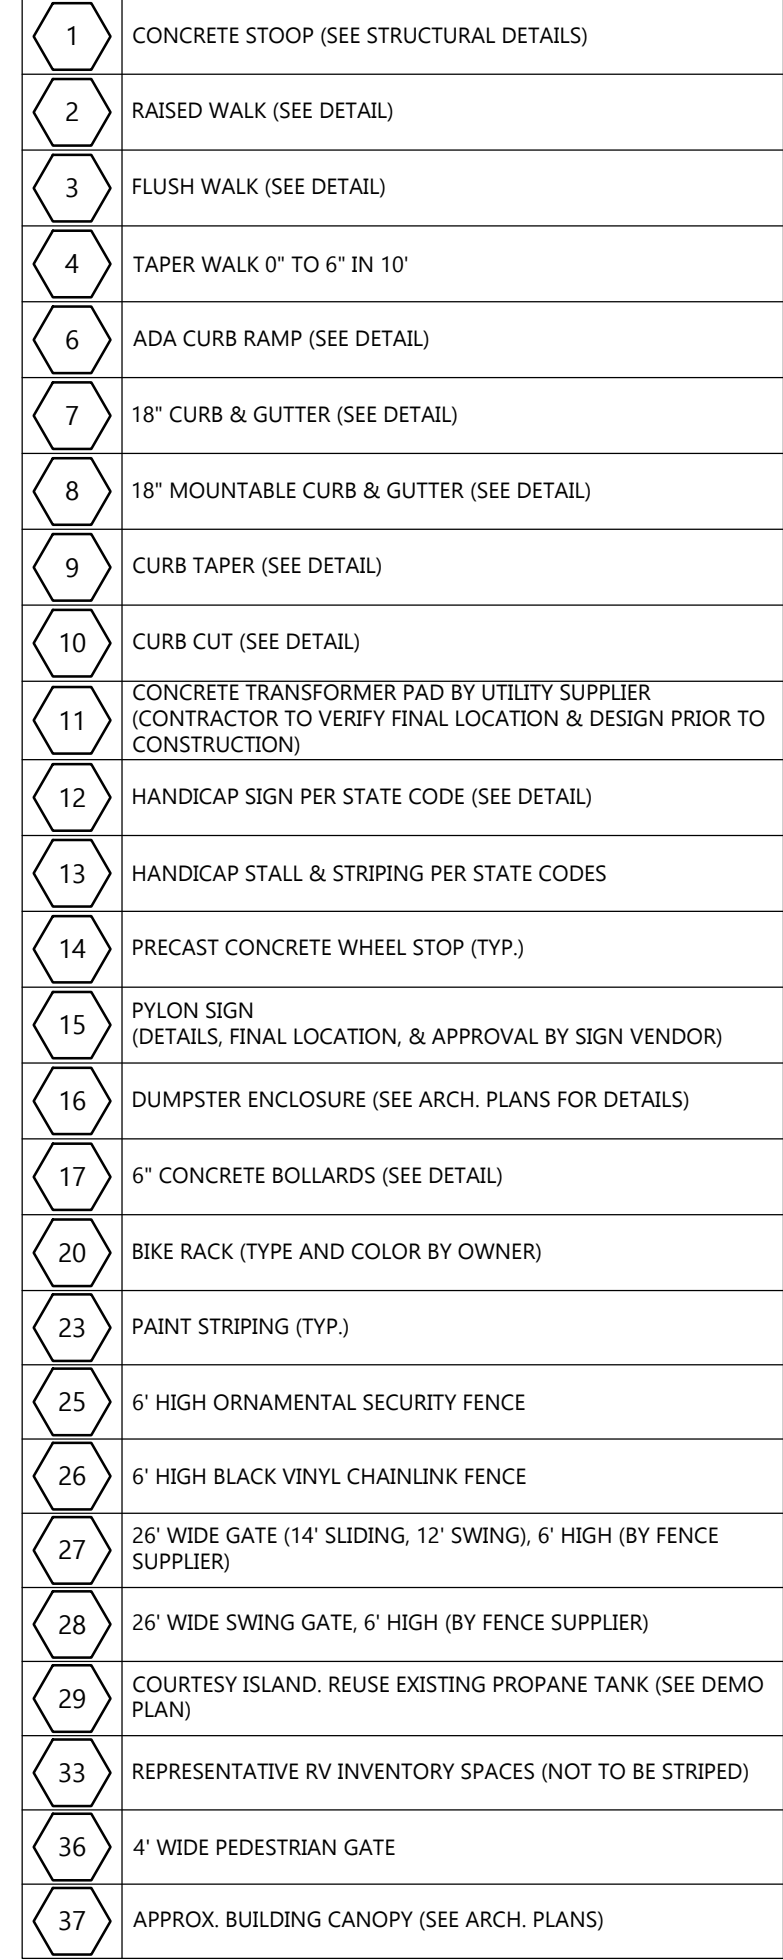 1 CONCRETE STOOP (SEE STRUCTURAL DETAILS)
2 RAISED WALK (SEE DETAIL)
3 FLUSH WALK (SEE DETAIL)
4 TAPER WALK 0" TO 6" IN 10'
6 ADA CURB RAMP (SEE DETAIL)
7 18" CURB & GUTTER (SEE DETAIL)
8 18" MOUNTABLE CURB & GUTTER (SEE DETAIL)
9 CURB TAPER (SEE DETAIL)
10 CURB CUT (SEE DETAIL)
CONCRETE TRANSFORMER PAD BY UTILITY SUPPLIER
11 (CONTRACTOR TO VERIFY FINAL LOCATION & DESIGN PRIOR TO
CONSTRUCTION)
12 HANDICAP SIGN PER STATE CODE (SEE DETAIL)
13 HANDICAP STALL & STRIPING PER STATE CODES
14 PRECAST CONCRETE WHEEL STOP (TYP.)
15 PYLON SIGN
(DETAILS, FINAL LOCATION, & APPROVAL BY SIGN VENDOR)
16 DUMPSTER ENCLOSURE (SEE ARCH. PLANS FOR DETAILS)
17 6" CONCRETE BOLLARDS (SEE DETAIL)
20 BIKE RACK (TYPE AND COLOR BY OWNER)
23 PAINT STRIPING (TYP.)
25 6' HIGH ORNAMENTAL SECURITY FENCE
26 6' HIGH BLACK VINYL CHAINLINK FENCE
27 26' WIDE GATE (14' SLIDING, 12' SWING), 6' HIGH (BY FENCE
SUPPLIER)
28 26' WIDE SWING GATE, 6' HIGH (BY FENCE SUPPLIER)
29 COURTESY ISLAND. REUSE EXISTING PROPANE TANK (SEE DEMO
PLAN)
33 REPRESENTATIVE RV INVENTORY SPACES (NOT TO BE STRIPED)
36 4' WIDE PEDESTRIAN GATE
37 APPROX. BUILDING CANOPY (SEE ARCH. PLANS)